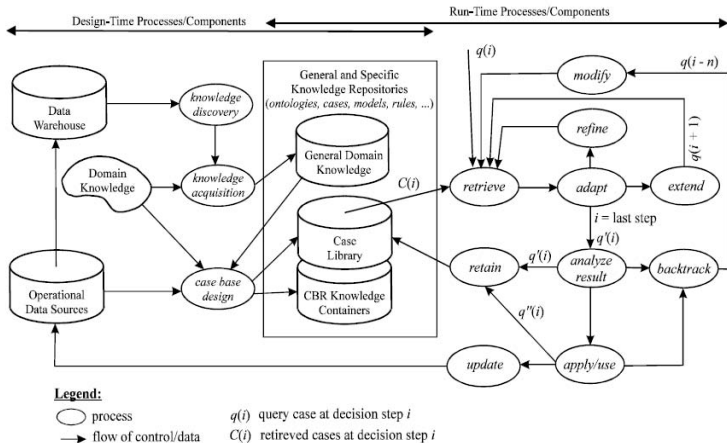 Design-Time Processes/Components
Run-Time Processes/Components
General and Specific
Knowledge Repositories
(ontologies, cases, models, rules, ...)
q(i)
q(i - n)
modify
Data
Warehouse
knowledge
discovery
refine
q(i + 1)
Domain
Knowledge
knowledge
acquisition
General Domain
Knowledge
C(i)
retrieve
adapt
extend
i = last step
q'(i)
Case
Library
retain
q'(i)
analyze
result
backtrack
Operational
Data Sources
case base
design
CBR Knowledge
Containers
q''(i)
update
apply/use
Legend:
process
q(i) query case at decision step i
flow of control/data
C(i) retireved cases at decision step i